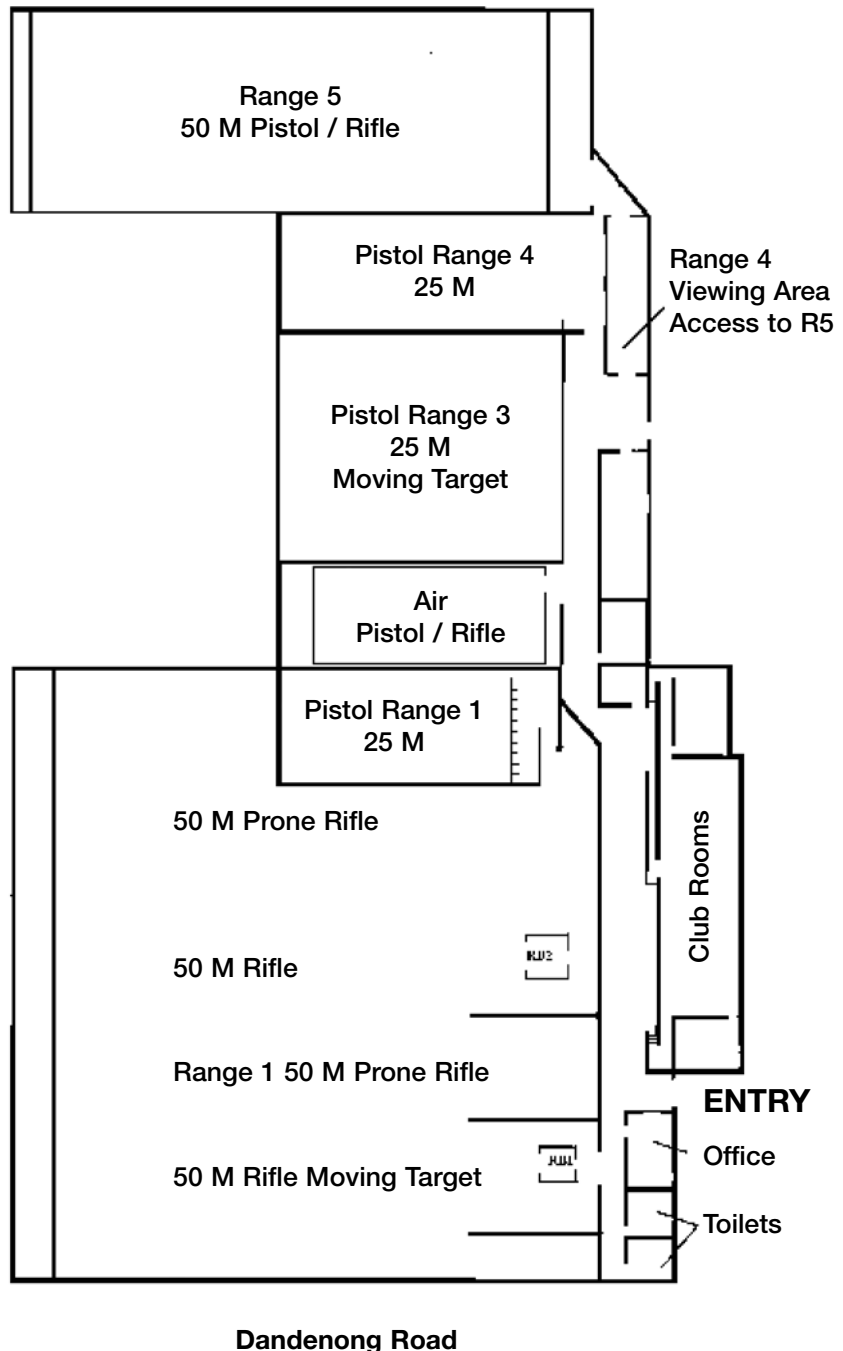 Range 5
50 M Pistol / Rifle
Pistol Range 4
25 M
Range 4
Viewing Area
Access to R5
Pistol Range 3
25 M
Moving Target
Air
Pistol / Rifle
Pistol Range 1
25 M
50 M Prone Rifle
Club Rooms
50 M Rifle
Range 1 50 M Prone Rifle
ENTRY
Office
50 M Rifle Moving Target
Toilets
Dandenong Road